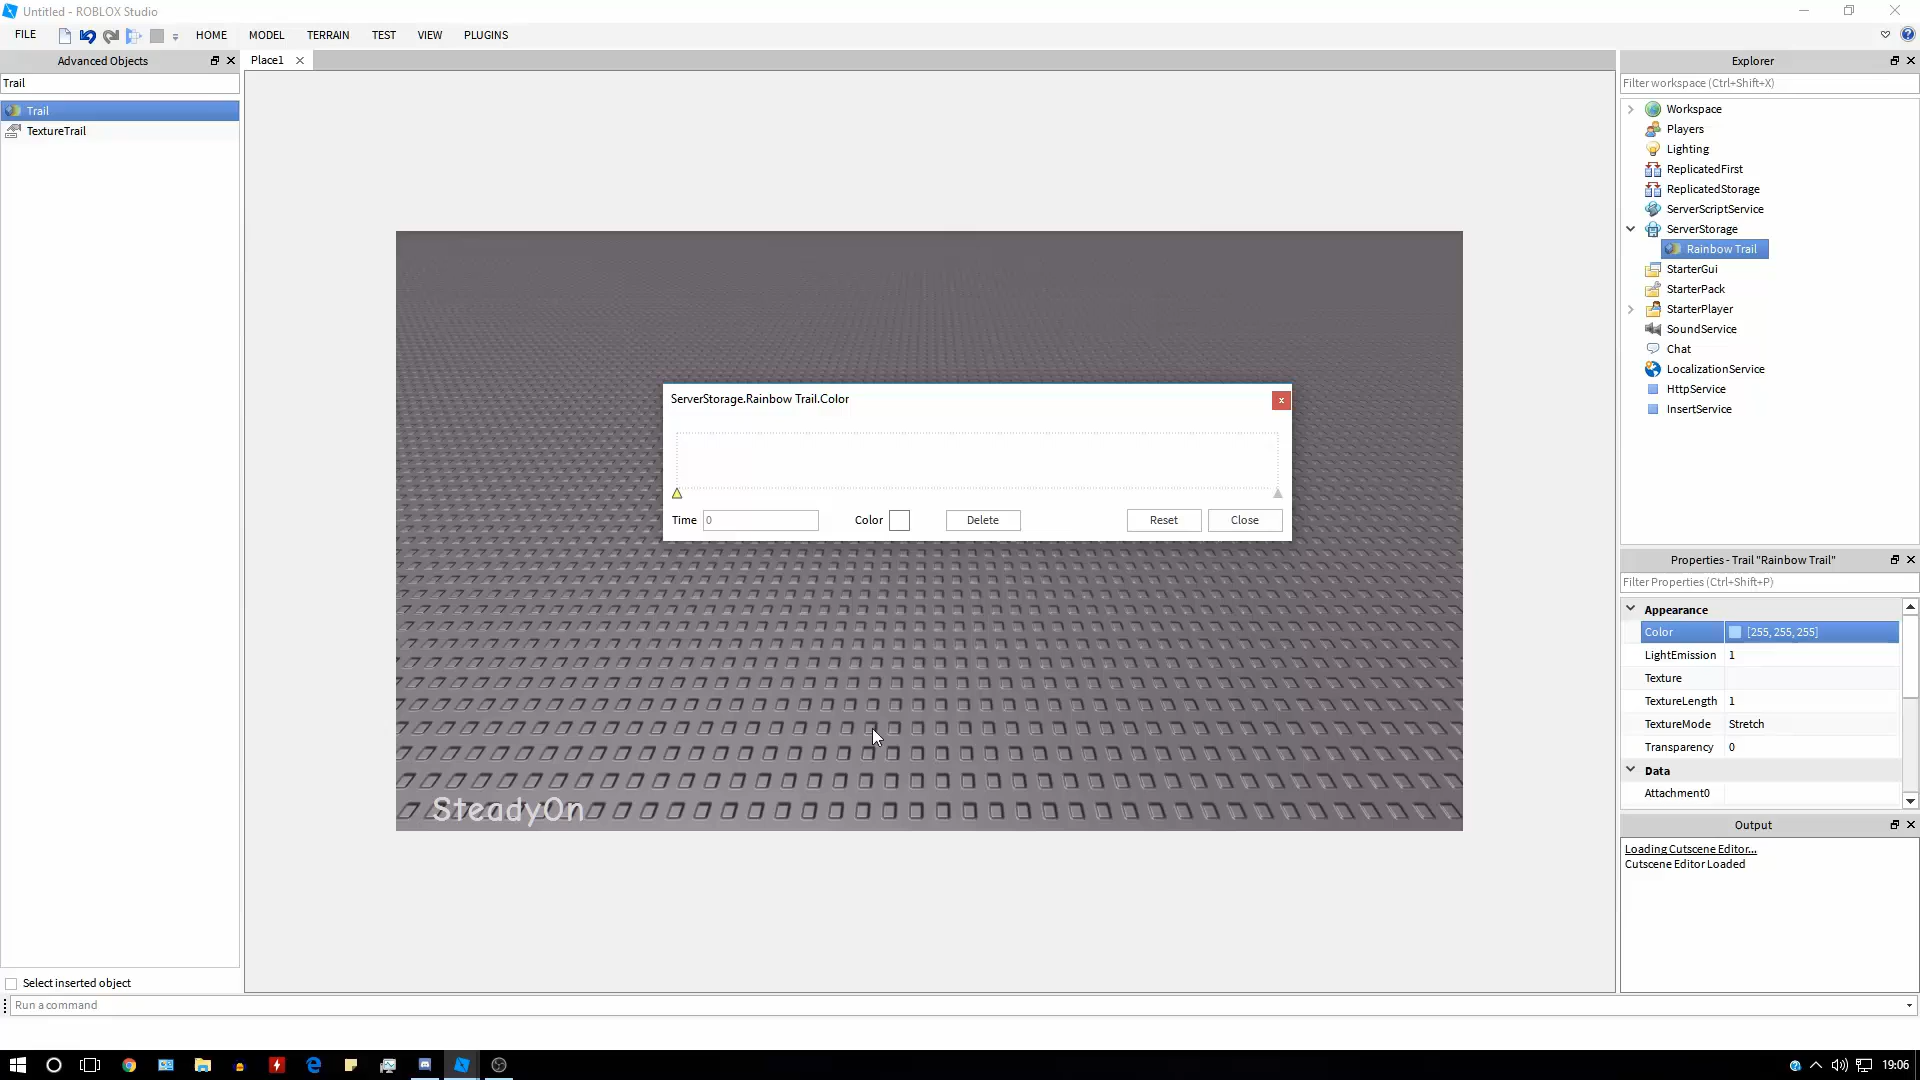 Untitled - ROBLOX Studio
FILE
HOME
MODEL
TERRAIN
TEST
VIEW
PLUGINS
Advanced Objects
Trail
Trail
TextureTrail
Select inserted object
Place1
ServerStorage.Rainbow Trail.Color
x
Time
0
Color
Delete
Reset
Close
SteadyOn
Explorer
Filter workspace (Ctrl+Shift+X)
Workspace
Players
Lighting
ReplicatedFirst
ReplicatedStorage
ServerScriptService
ServerStorage
Rainbow Trail
StarterGui
StarterPack
StarterPlayer
SoundService
Chat
LocalizationService
HttpService
InsertService
Properties - Trail "Rainbow Trail"
Filter Properties (Ctrl+Shift+P)
Appearance
Color [255, 255, 255]
LightEmission 1
Texture
TextureLength 1
TextureMode Stretch
Transparency 0
Data
Attachment0
Output
Loading Cutscene Editor...
Cutscene Editor Loaded
Run a command
19:06